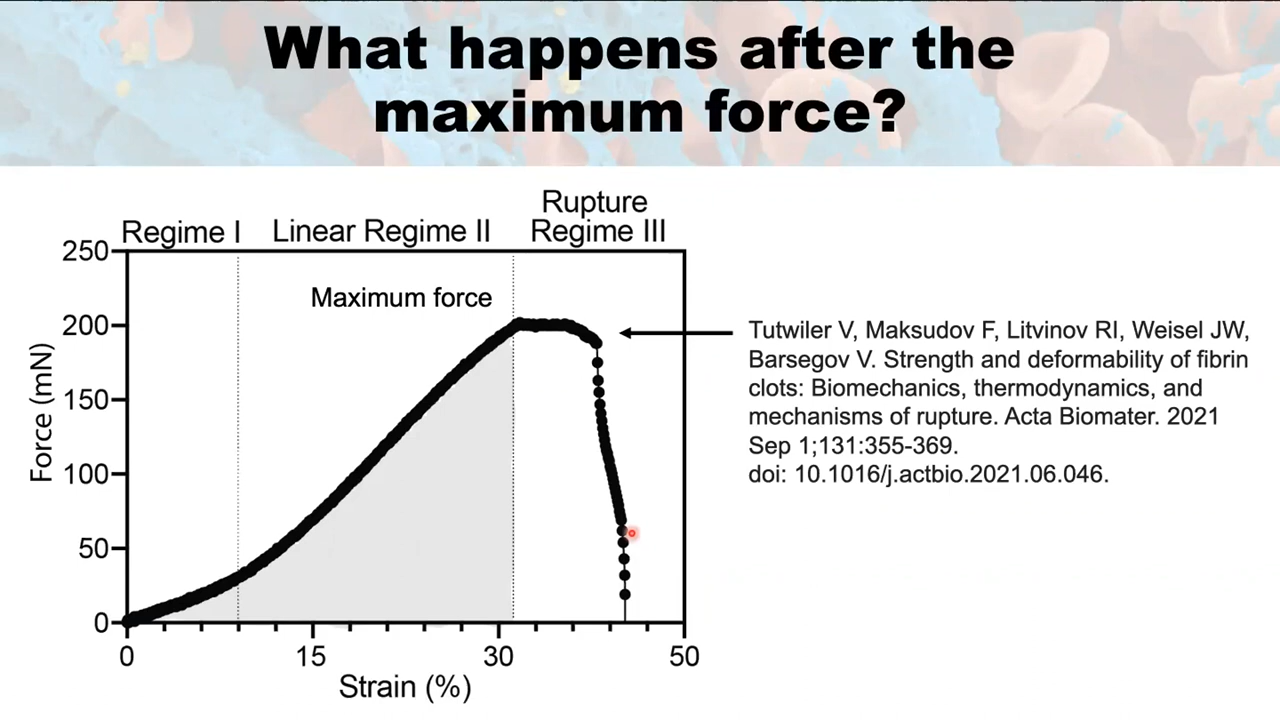 What happens after the
maximum force?
Rupture
Regime I
Linear Regime II
Regime III
Maximum force
250
200
150
100
50
0
Force (mN)
0
15
30
50
Strain (%)
Tutwiler V, Maksudov F, Litvinov RI, Weisel JW,
Barsegov V. Strength and deformability of fibrin
clots: Biomechanics, thermodynamics, and
mechanisms of rupture. Acta Biomater. 2021
Sep 1;131:355-369.
doi: 10.1016/j.actbio.2021.06.046.